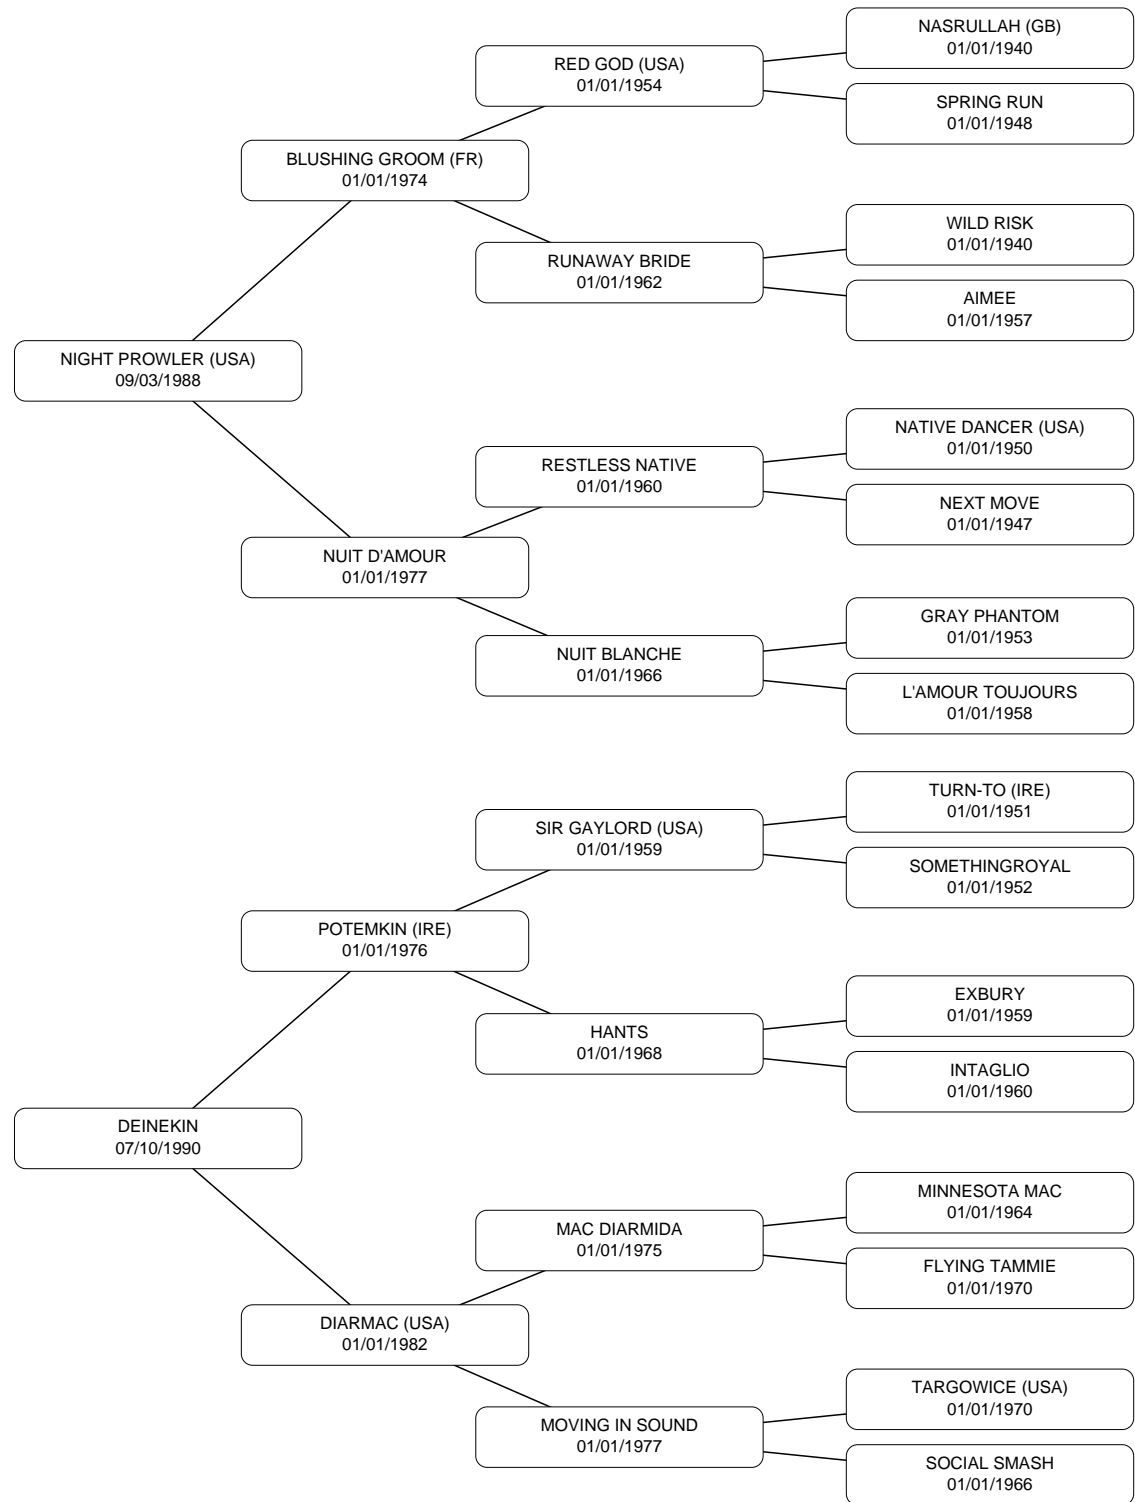 NASRULLAH (GB)
01/01/1940
RED GOD (USA)
01/01/1954
SPRING RUN
01/01/1948
BLUSHING GROOM (FR)
01/01/1974
WILD RISK
01/01/1940
RUNAWAY BRIDE
01/01/1962
AIMEE
01/01/1957
NIGHT PROWLER (USA)
09/03/1988
NATIVE DANCER (USA)
01/01/1950
RESTLESS NATIVE
01/01/1960
NEXT MOVE
01/01/1947
NUIT D'AMOUR
01/01/1977
GRAY PHANTOM
01/01/1953
NUIT BLANCHE
01/01/1966
L'AMOUR TOUJOURS
01/01/1958
TURN-TO (IRE)
01/01/1951
SIR GAYLORD (USA)
01/01/1959
SOMETHINGROYAL
01/01/1952
POTEMKIN (IRE)
01/01/1976
EXBURY
01/01/1959
HANTS
01/01/1968
INTAGLIO
01/01/1960
DEINEKIN
07/10/1990
MINNESOTA MAC
01/01/1964
MAC DIARMIDA
01/01/1975
FLYING TAMMIE
01/01/1970
DIARMAC (USA)
01/01/1982
TARGOWICE (USA)
01/01/1970
MOVING IN SOUND
01/01/1977
SOCIAL SMASH
01/01/1966